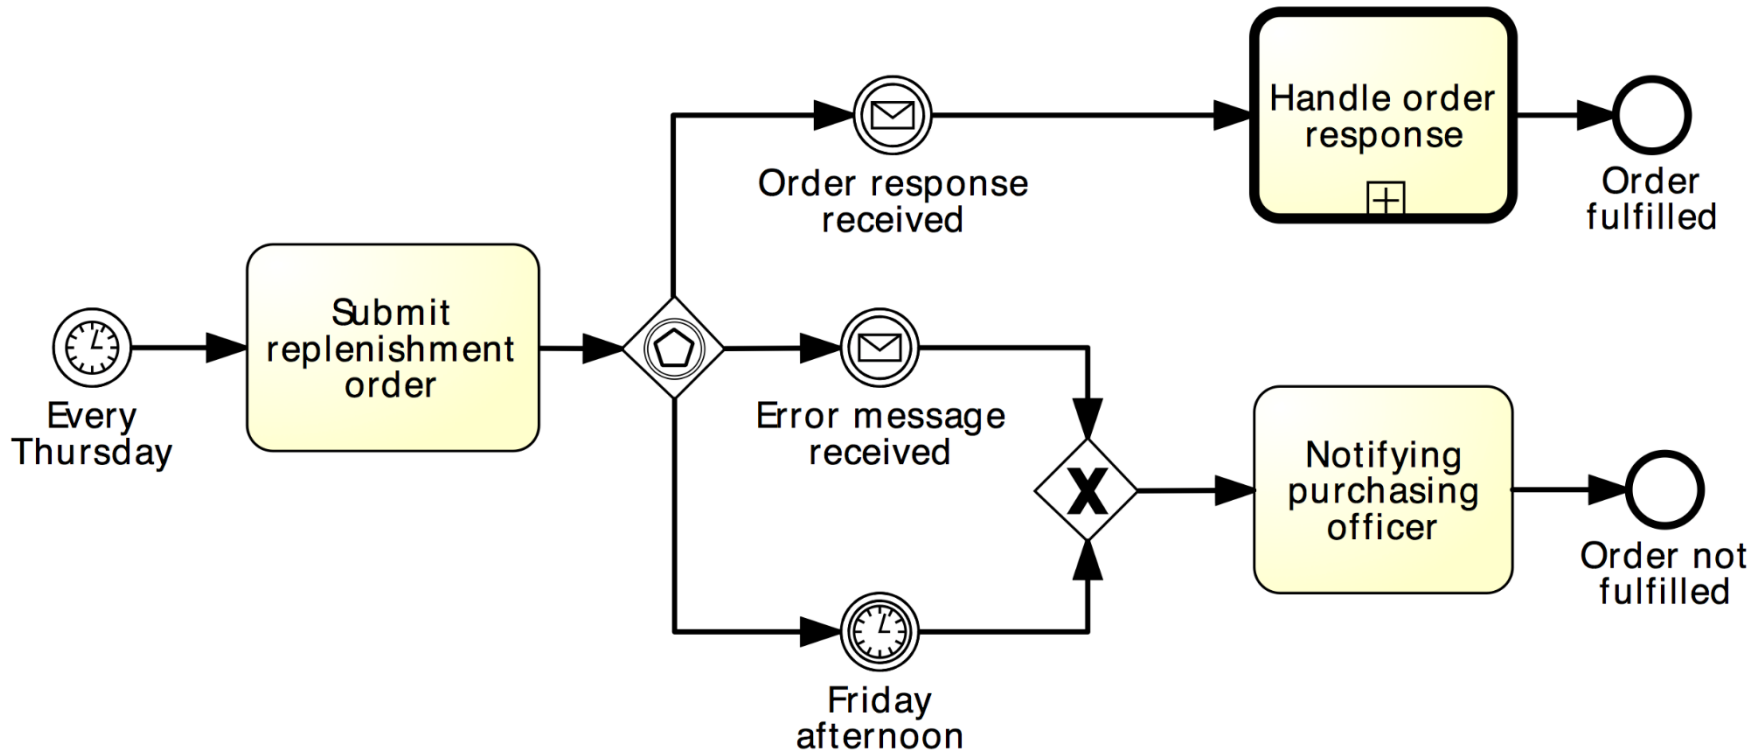 Every
Thursday
Submit
replenishment
order
Order response
received
Handle order
response
Order
fulfilled
Error message
received
Friday
afternoon
Notifying
purchasing
officer
Order not
fulfilled